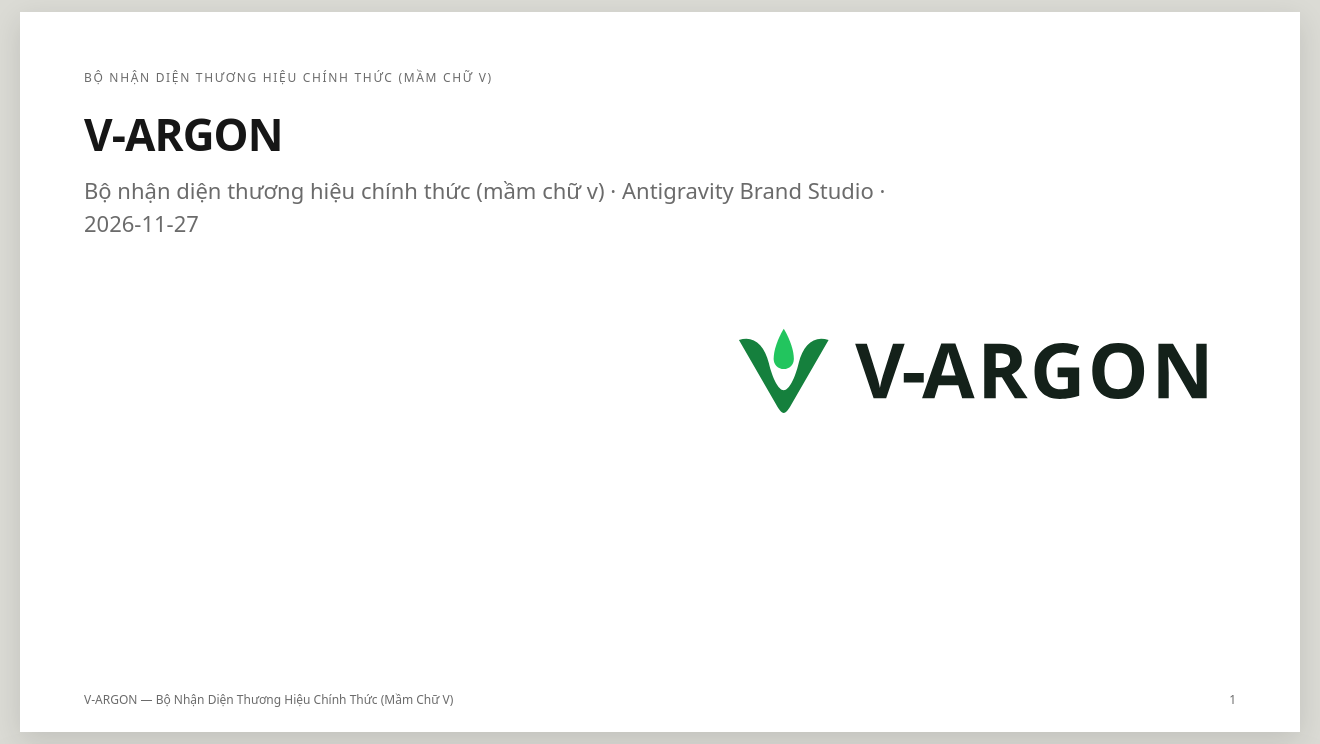 BỘ NHẬN DIỆN THƯƠNG HIỆU CHÍNH THỨC (MẦM CHỮ V)
V-ARGON
Bộ nhận diện thương hiệu chính thức (mầm chữ v) · Antigravity Brand Studio ·
2026-11-27
V-ARGON
V-ARGON — Bộ Nhận Diện Thương Hiệu Chính Thức (Mầm Chữ V)
1